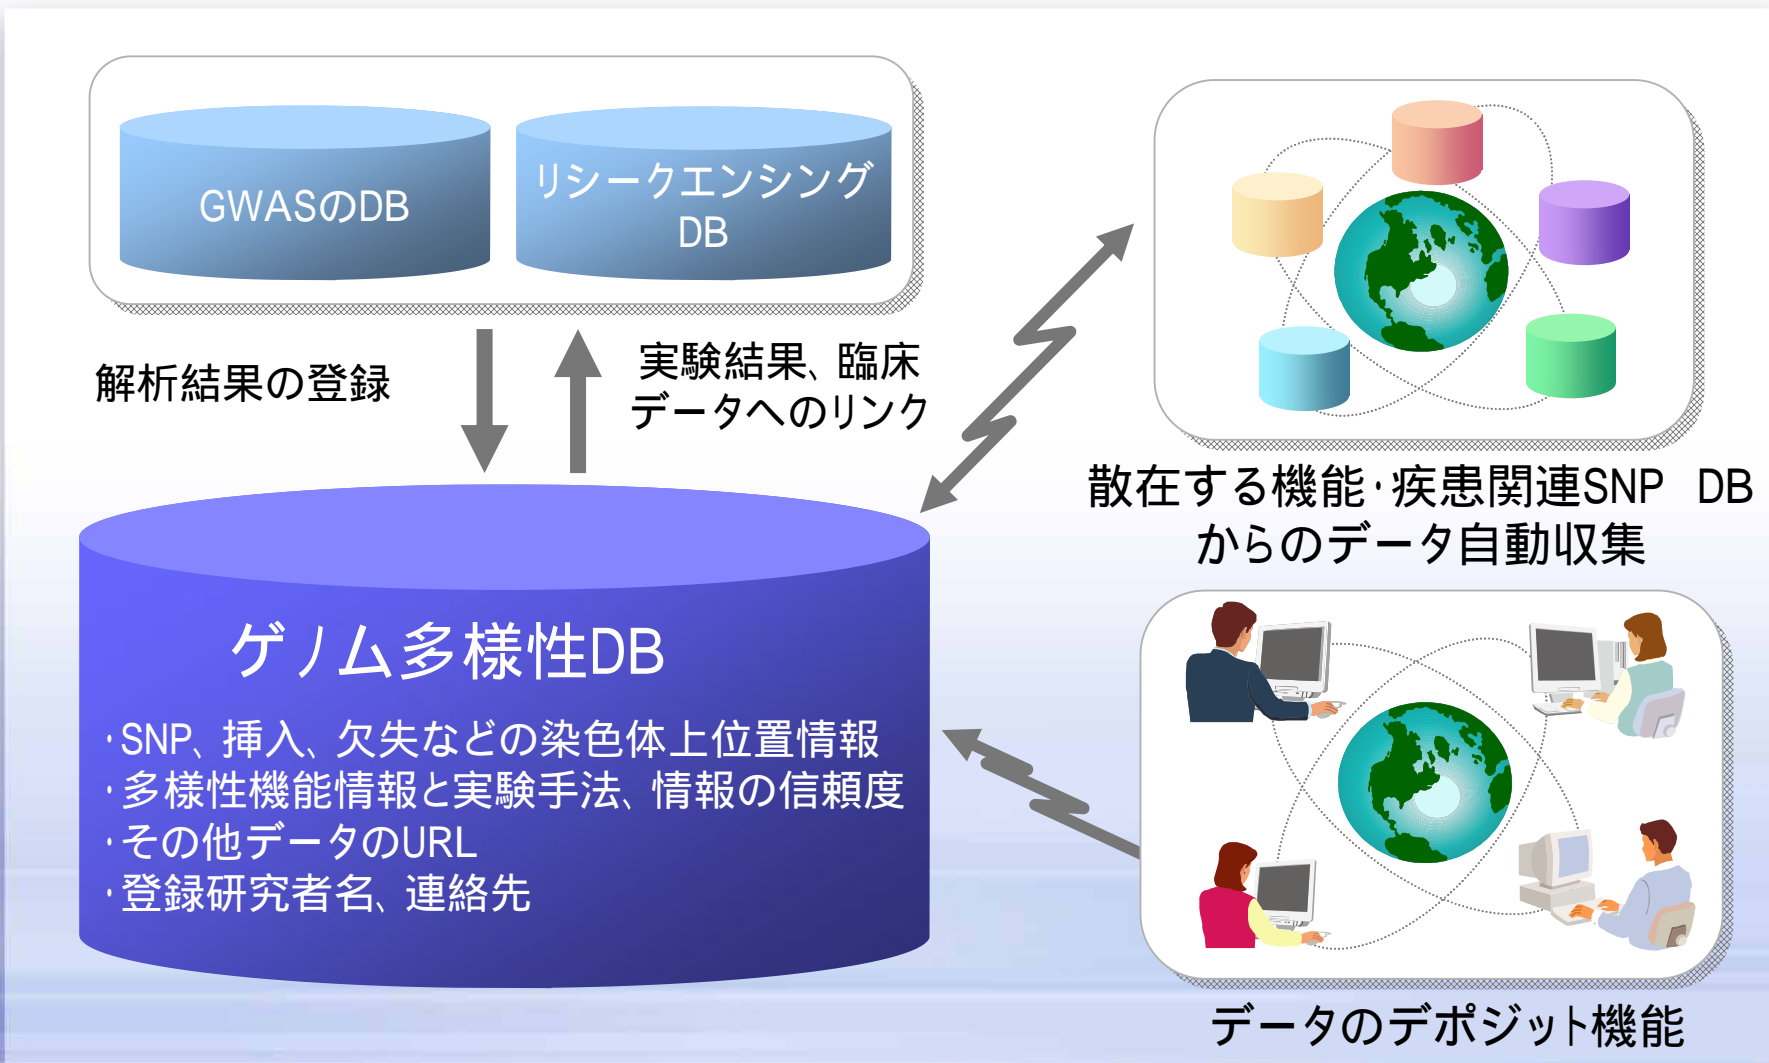 GWASのDB
リシークエンシング
DB
解析結果の登録
実験結果、臨床
データへのリンク
散在する機能・疾患関連SNP　DB
からのデータ自動収集
ゲノム多様性DB
・SNP、挿入、欠失などの染色体上位置情報
・多様性機能情報と実験手法、情報の信頼度
・その他データのURL
・登録研究者名、連絡先
データのデポジット機能